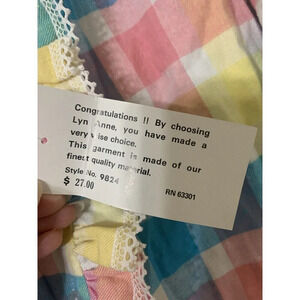 Congratulations !! By choosing
Lyn Anne, you have made a
very wise choice.
This garment is made of our
finest quality material.
Style No. 9824
$ 27.00
RN 63301